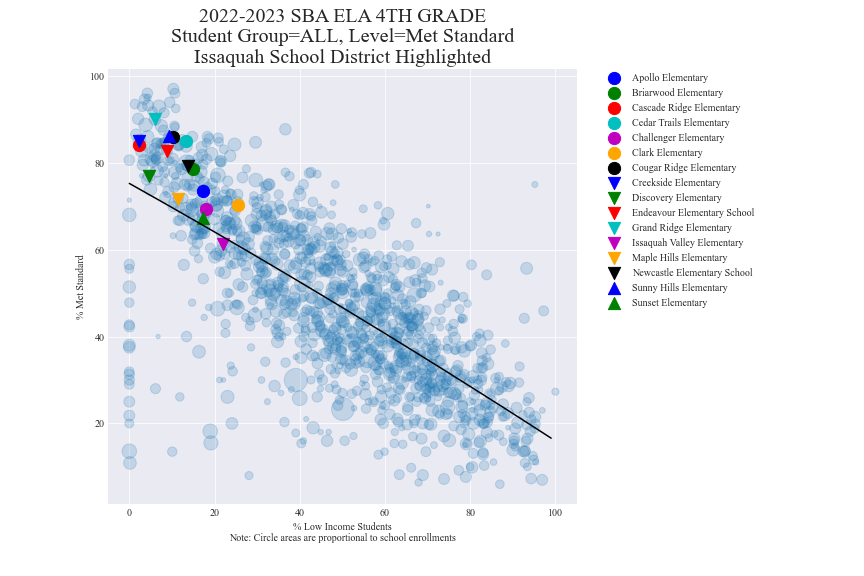 2022-2023 SBA ELA 4TH GRADE
Student Group=ALL, Level=Met Standard
Issaquah School District Highlighted
100
80
60
40
20
% Met Standard
0
20
40
60
80
100
% Low Income Students
Note: Circle areas are proportional to school enrollments
Apollo Elementary
Briarwood Elementary
Cascade Ridge Elementary
Cedar Trails Elementary
Challenger Elementary
Clark Elementary
Cougar Ridge Elementary
Creekside Elementary
Discovery Elementary
Endeavour Elementary School
Grand Ridge Elementary
Issaquah Valley Elementary
Maple Hills Elementary
Newcastle Elementary School
Sunny Hills Elementary
Sunset Elementary